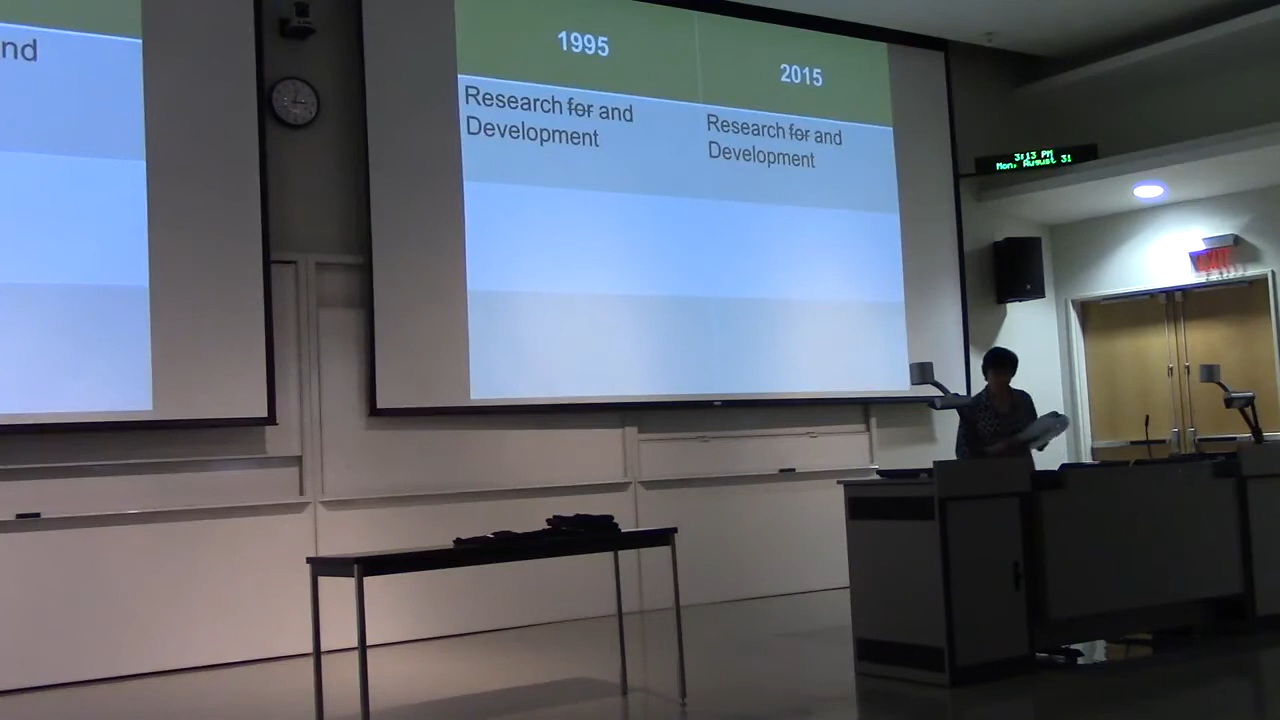 nd
1995
2015
Research for and
Development
Research for and
Development
3:13 PM
Mon, August 31
EXIT